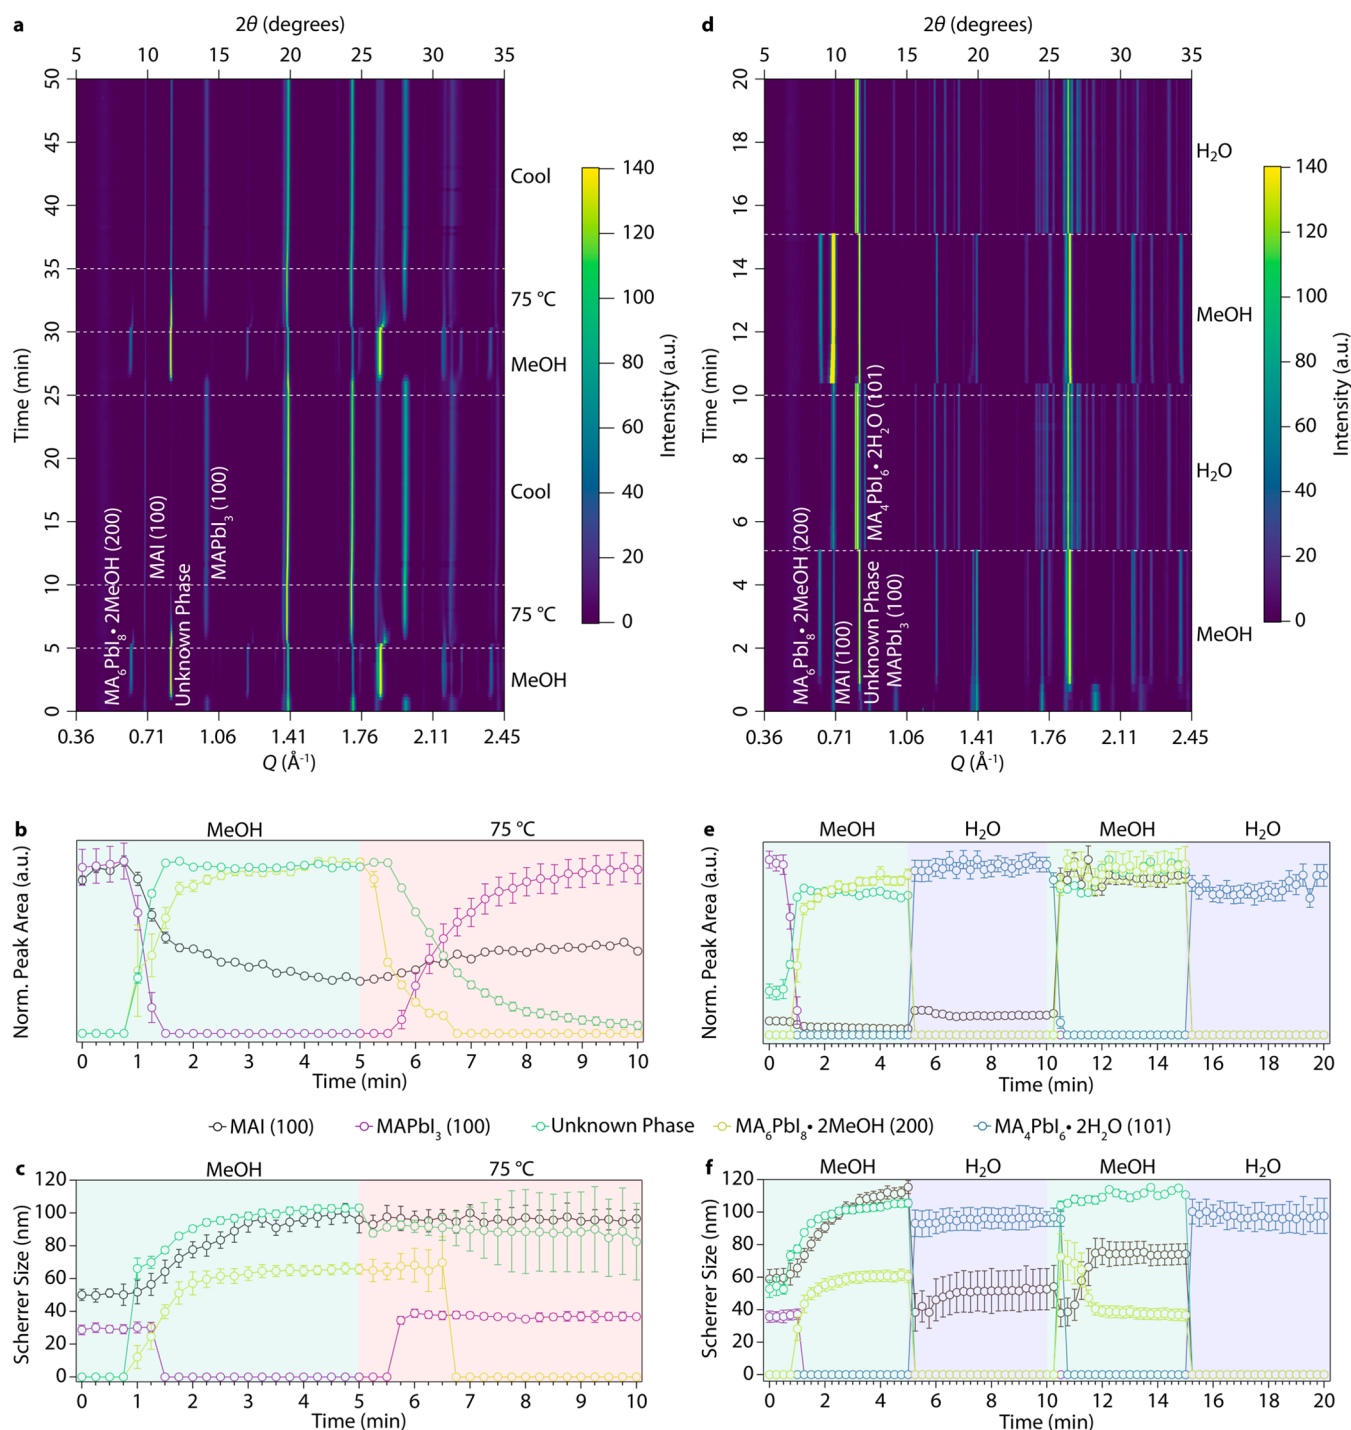 a
2θ (degrees)
5 10 15 20 25 30 35
50
45
40
35
30
25
20
15
10
5
0
Time (min)
Cool
75 °C
MeOH
Cool
75 °C
MeOH
MA₆PbI₈• 2MeOH (200)
MAI (100)
Unknown Phase
MAPbI₃ (100)
0.36 0.71 1.06 1.41 1.76 2.11 2.45
Q (Å⁻¹)
140
120
100
80
60
40
20
0
Intensity (a.u.)
d
2θ (degrees)
5 10 15 20 25 30 35
20
18
16
14
12
10
8
6
4
2
0
Time (min)
H₂O
MeOH
H₂O
MeOH
MA₆PbI₈• 2MeOH (200)
MAI (100)
Unknown Phase
MA₄PbI₆• 2H₂O (101)
MAPbI₃ (100)
0.36 0.71 1.06 1.41 1.76 2.11 2.45
Q (Å⁻¹)
140
120
100
80
60
40
20
0
Intensity (a.u.)
b
MeOH 75 °C
Norm. Peak Area (a.u.)
0 1 2 3 4 5 6 7 8 9 10
Time (min)
e
MeOH H₂O MeOH H₂O
Norm. Peak Area (a.u.)
0 2 4 6 8 10 12 14 16 18 20
Time (min)
MAI (100) MAPbI₃ (100) Unknown Phase MA₆PbI₈• 2MeOH (200) MA₄PbI₆• 2H₂O (101)
c
MeOH 75 °C
120
100
80
60
40
20
0
Scherrer Size (nm)
0 1 2 3 4 5 6 7 8 9 10
Time (min)
f
MeOH H₂O MeOH H₂O
120
100
80
60
40
20
0
Scherrer Size (nm)
0 2 4 6 8 10 12 14 16 18 20
Time (min)